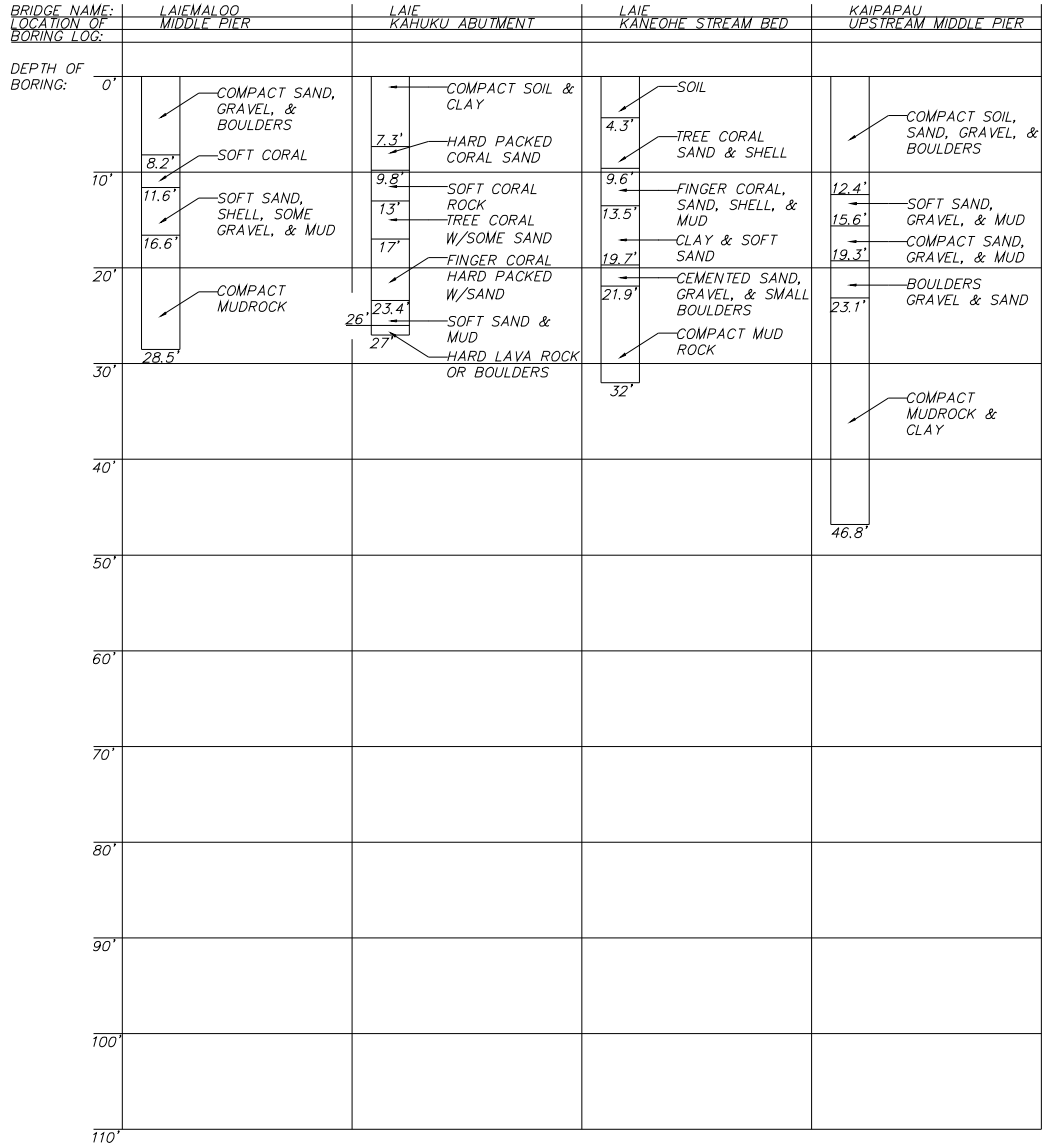 BRIDGE NAME: LAIEMALOO LAIE LAIE KAIPAPAU
LOCATION OF MIDDLE PIER KAHUKU ABUTMENT KANEOHE STREAM BED UPSTREAM MIDDLE PIER
BORING LOG:
DEPTH OF
BORING: 0'
10'
20'
30'
40'
50'
60'
70'
80'
90'
100'
110'
COMPACT SAND,
GRAVEL, &
BOULDERS
8.2'
SOFT CORAL
11.6'
SOFT SAND,
SHELL, SOME
GRAVEL, & MUD
16.6'
COMPACT
MUDROCK
28.5'
COMPACT SOIL &
CLAY
7.3'
HARD PACKED
CORAL SAND
9.8'
SOFT CORAL
ROCK
13'
TREE CORAL
W/SOME SAND
17'
FINGER CORAL
HARD PACKED
W/SAND
23.4'
SOFT SAND &
MUD
26'
HARD LAVA ROCK
OR BOULDERS
27'
SOIL
4.3'
TREE CORAL
SAND & SHELL
9.6'
FINGER CORAL,
SAND, SHELL, &
MUD
13.5'
CLAY & SOFT
SAND
19.7'
CEMENTED SAND,
GRAVEL, & SMALL
BOULDERS
21.9'
COMPACT MUD
ROCK
32'
COMPACT SOIL,
SAND, GRAVEL, &
BOULDERS
12.4'
SOFT SAND,
GRAVEL, & MUD
15.6'
COMPACT SAND,
GRAVEL, & MUD
19.3'
BOULDERS
GRAVEL & SAND
23.1'
COMPACT
MUDROCK &
CLAY
46.8'